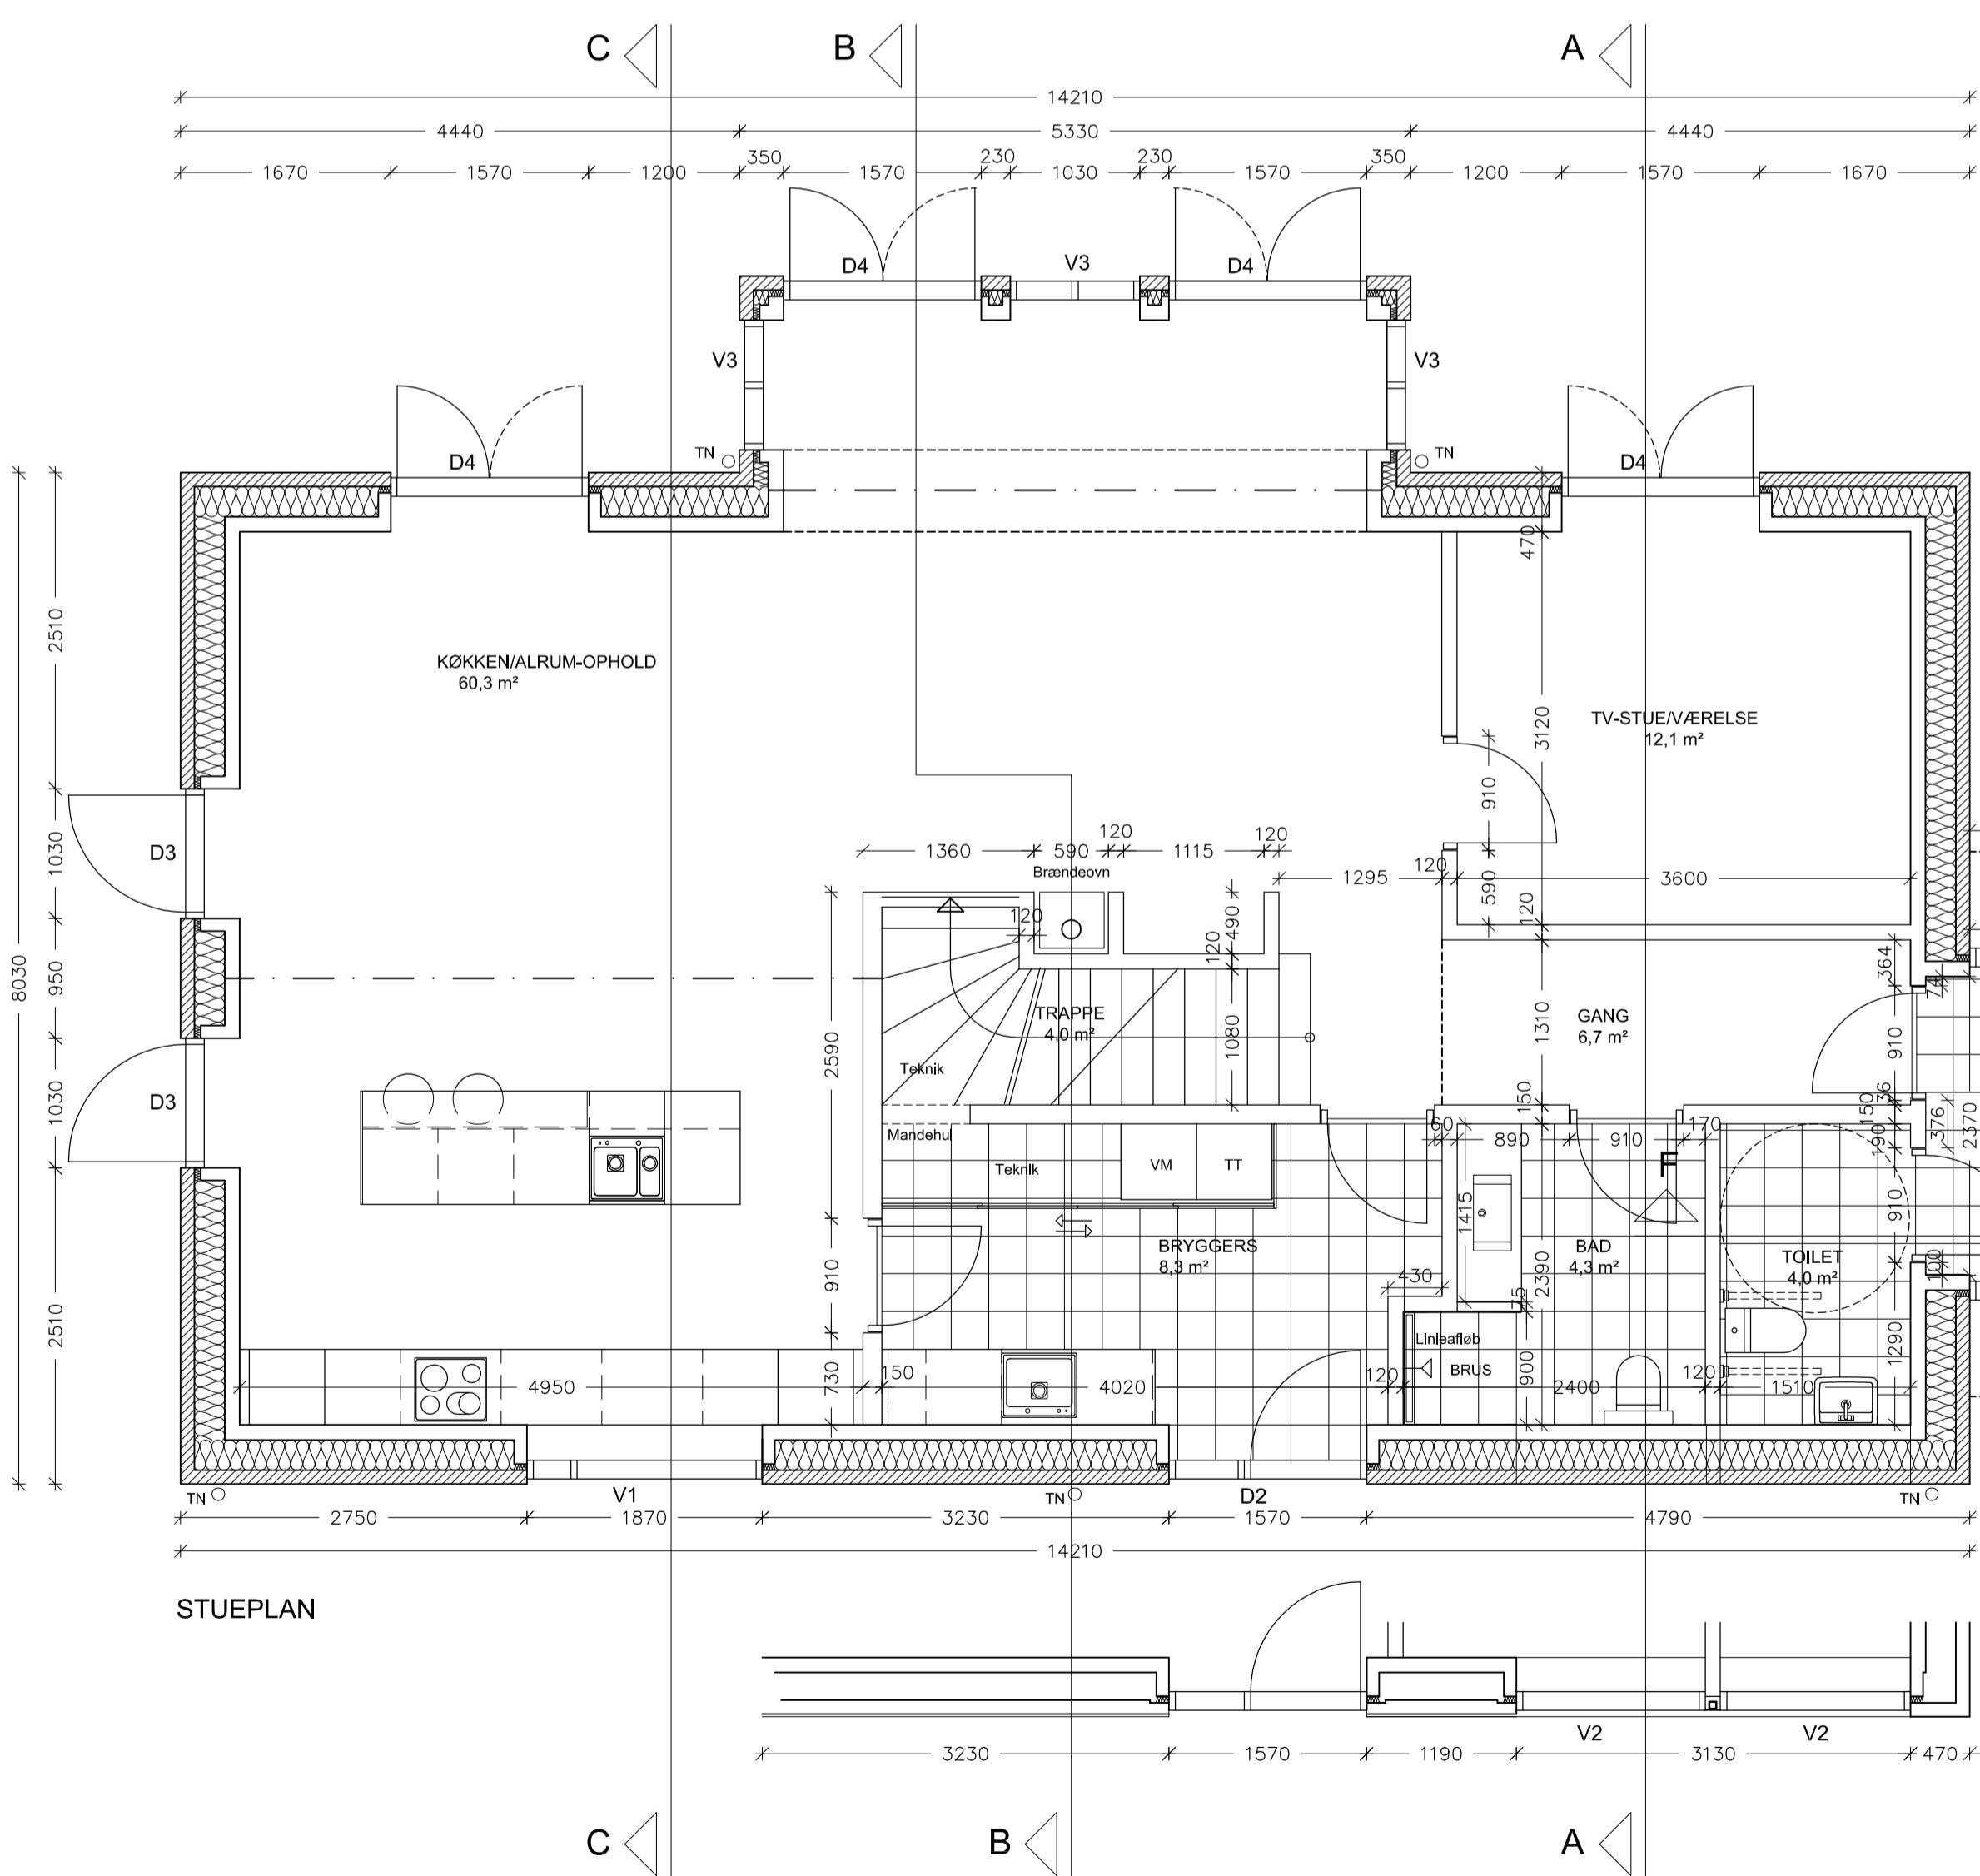 C B A
14210
4440 5330 4440
1670 1570 1200 350 1570 230 1030 230 1570 350 1200 1570 1670
D4 V3 D4
V3 V3
TN TN
D4 D4
470
2510
KØKKEN/ALRUM-OPHOLD
60,3 m²
TV-STUE/VÆRELSE
12,1 m²
3120
910
1030
D3
1360 590 120 1115 120
Brændeovn
1295 120 590 3600
120
490
120
120
8030
950
364
74
TRAPPE
4,0 m²
GANG
6,7 m²
1310
1080
910
2590
Teknik
1030
D3
36
150
150
376
2370
190
Mandehul
Teknik
VM TT
60 890 910 170
F
1415
910
BRYGGERS
8,3 m²
BAD
4,3 m²
TOILET
4,0 m²
430
2390
75
100
910
2510
Linieafløb
BRUS
900
1290
730
4950 150 4020 120 2400 120 1510
TN V1 TN D2 TN
2750 1870 3230 1570 4790
14210
STUEPLAN
V2 V2
3230 1570 1190 3130 470
C B A